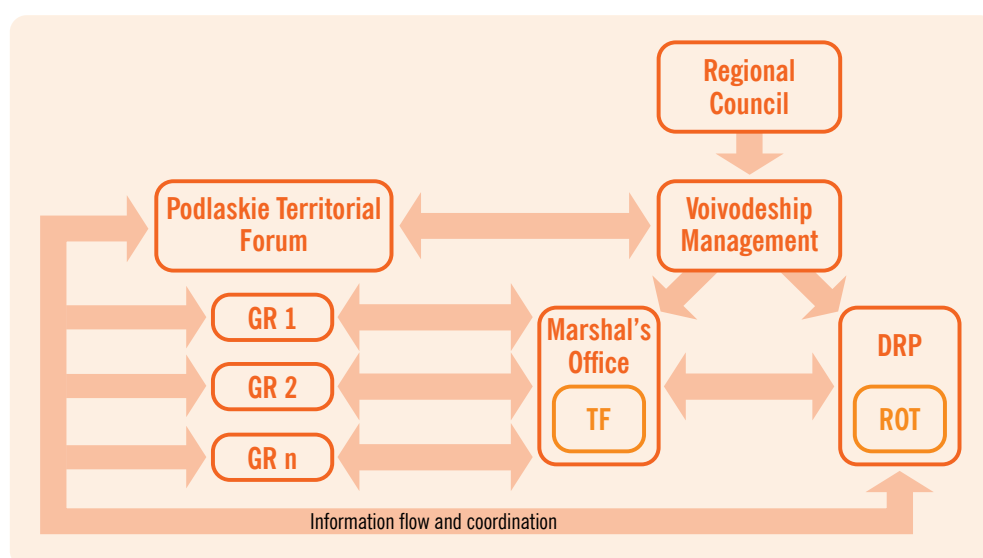 Regional
Council
Podlaskie Territorial
Forum
Voivodeship
Management
GR 1
GR 2
GR n
Marshal's
Office
TF
DRP
ROT
Information flow and coordination